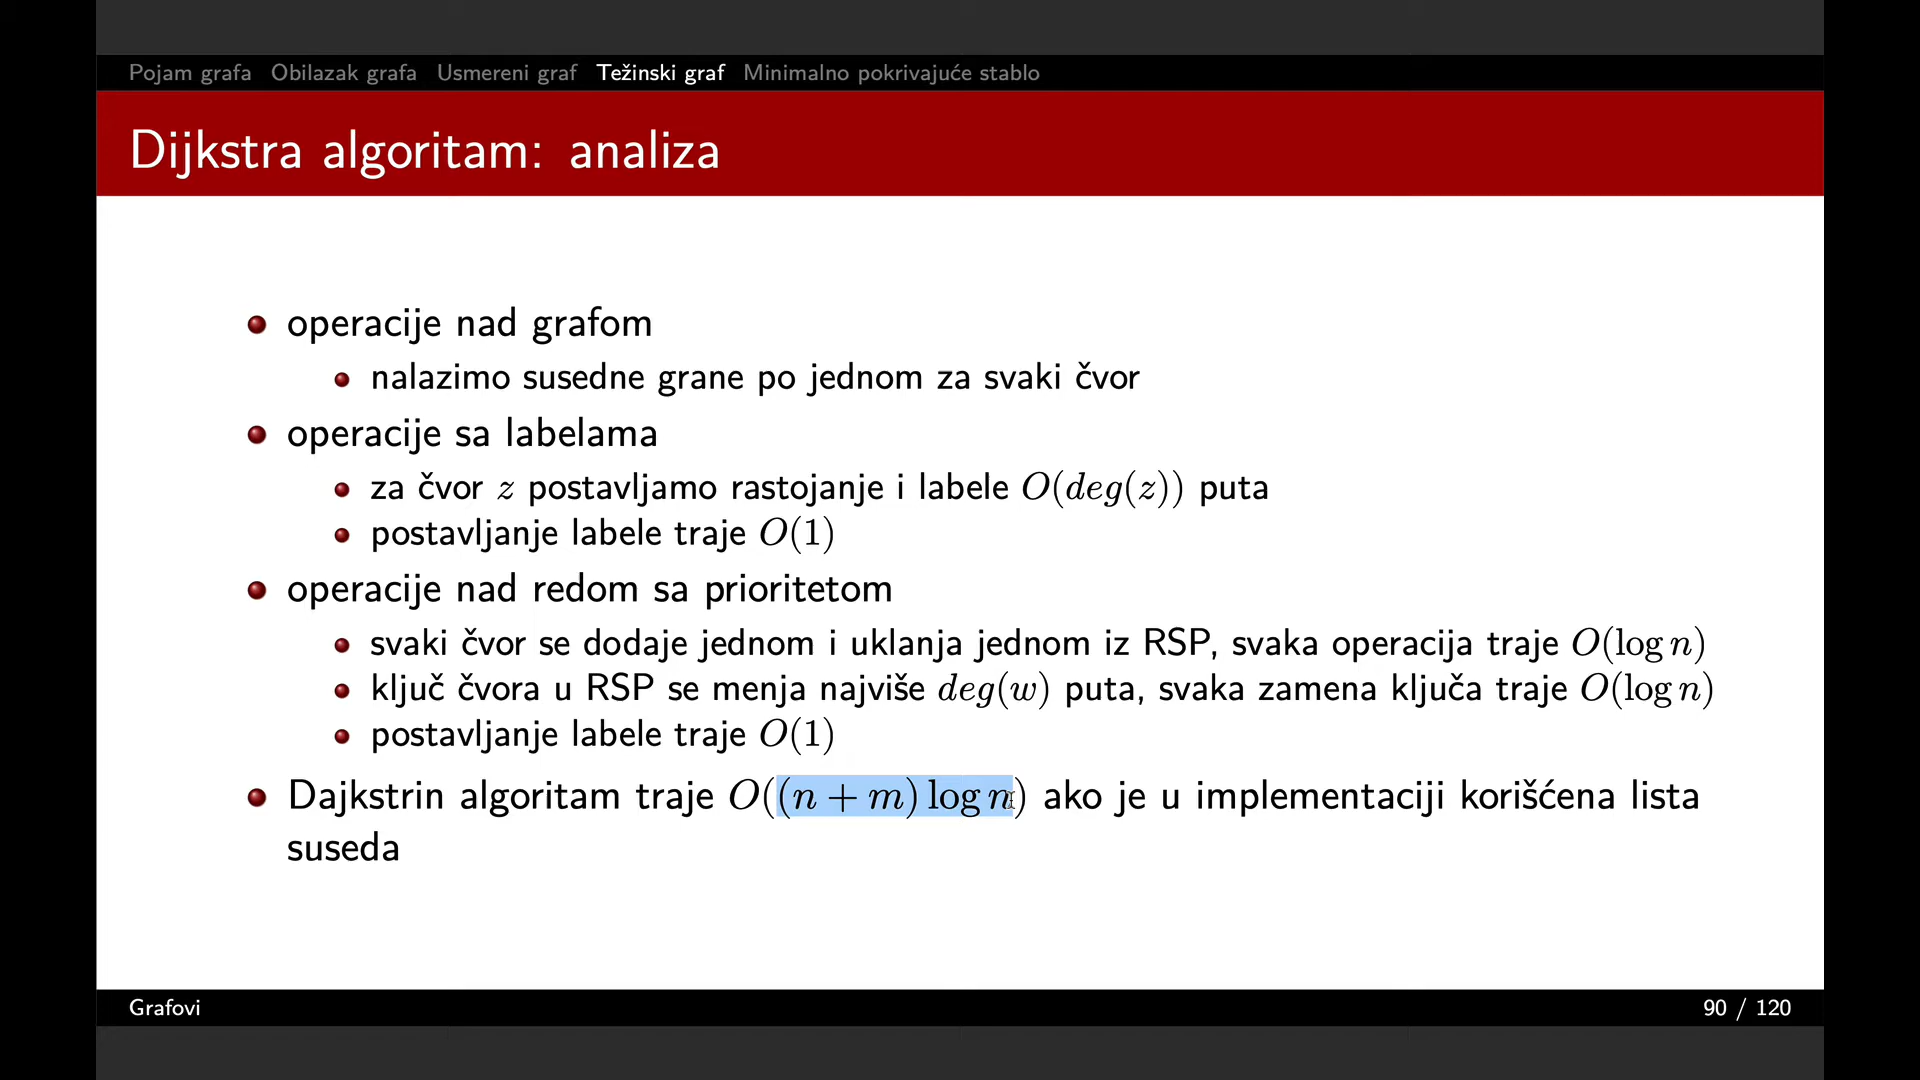 Pojam grafa Obilazak grafa Usmereni graf Težinski graf Minimalno pokrivajuće stablo
Dijkstra algoritam: analiza
operacije nad grafom
nalazimo susedne grane po jednom za svaki čvor
operacije sa labelama
za čvor z postavljamo rastojanje i labele O(deg(z)) puta
postavljanje labele traje O(1)
operacije nad redom sa prioritetom
svaki čvor se dodaje jednom i uklanja jednom iz RSP, svaka operacija traje O(log n)
ključ čvora u RSP se menja najviše deg(w) puta, svaka zamena ključa traje O(log n)
postavljanje labele traje O(1)
Dajkstrin algoritam traje O((n + m) log n) ako je u implementaciji korišćena lista
suseda
Grafovi
90 / 120